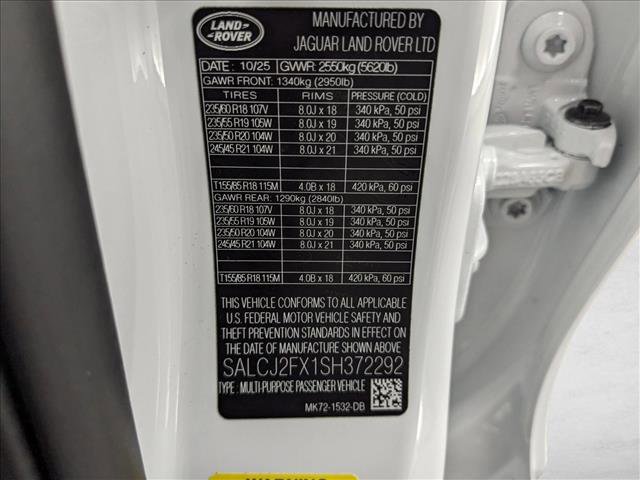 LAND-
-ROVER
MANUFACTURED BY
JAGUAR LAND ROVER LTD
DATE: 10/25 GVWR: 2550kg (5620lb)
GAWR FRONT: 1340kg (2950lb)
TIRES RIMS PRESSURE (COLD)
235/60 R18 107V 8.0J x 18 340 kPa, 50 psi
235/55 R19 105W 8.0J x 19 340 kPa, 50 psi
235/50 R20 104W 8.0J x 20 340 kPa, 50 psi
245/45 R21 104W 8.0J x 21 340 kPa, 50 psi
T155/85 R18 115M 4.0B x 18 420 kPa, 60 psi
GAWR REAR: 1290kg (2840lb)
235/60 R18 107V 8.0J x 18 340 kPa, 50 psi
235/55 R19 105W 8.0J x 19 340 kPa, 50 psi
235/50 R20 104W 8.0J x 20 340 kPa, 50 psi
245/45 R21 104W 8.0J x 21 340 kPa, 50 psi
T155/85 R18 115M 4.0B x 18 420 kPa, 60 psi
THIS VEHICLE CONFORMS TO ALL APPLICABLE
U.S. FEDERAL MOTOR VEHICLE SAFETY AND
THEFT PREVENTION STANDARDS IN EFFECT ON
THE DATE OF MANUFACTURE SHOWN ABOVE
SALCJ2FX1SH372292
TYPE: MULTI-PURPOSE PASSENGER VEHICLE
MK72-1532-DB
WARNING